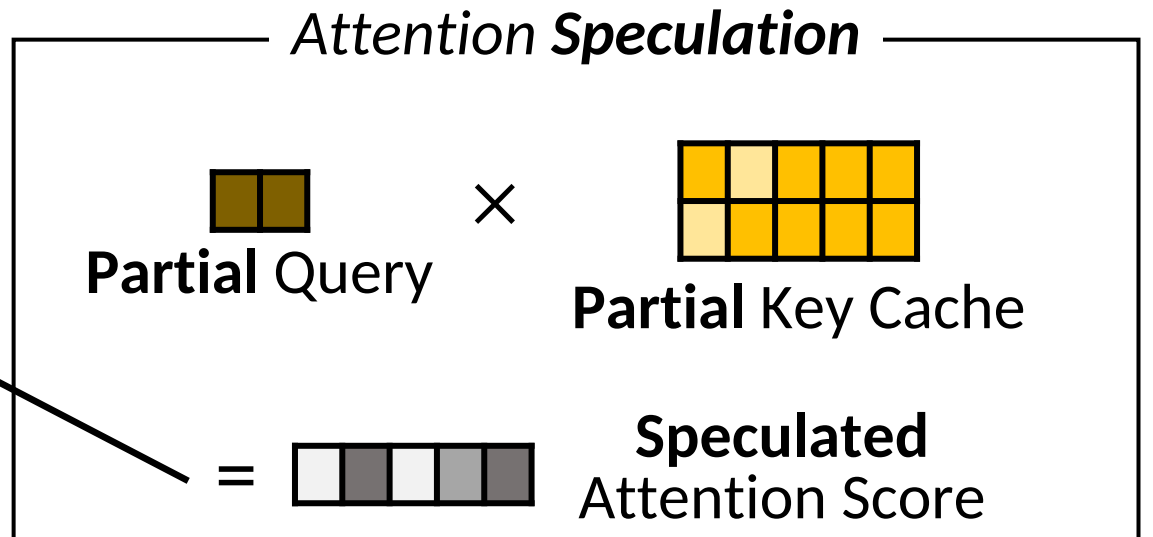 Attention Speculation
×
Partial Query
Partial Key Cache
=
Speculated
Attention Score